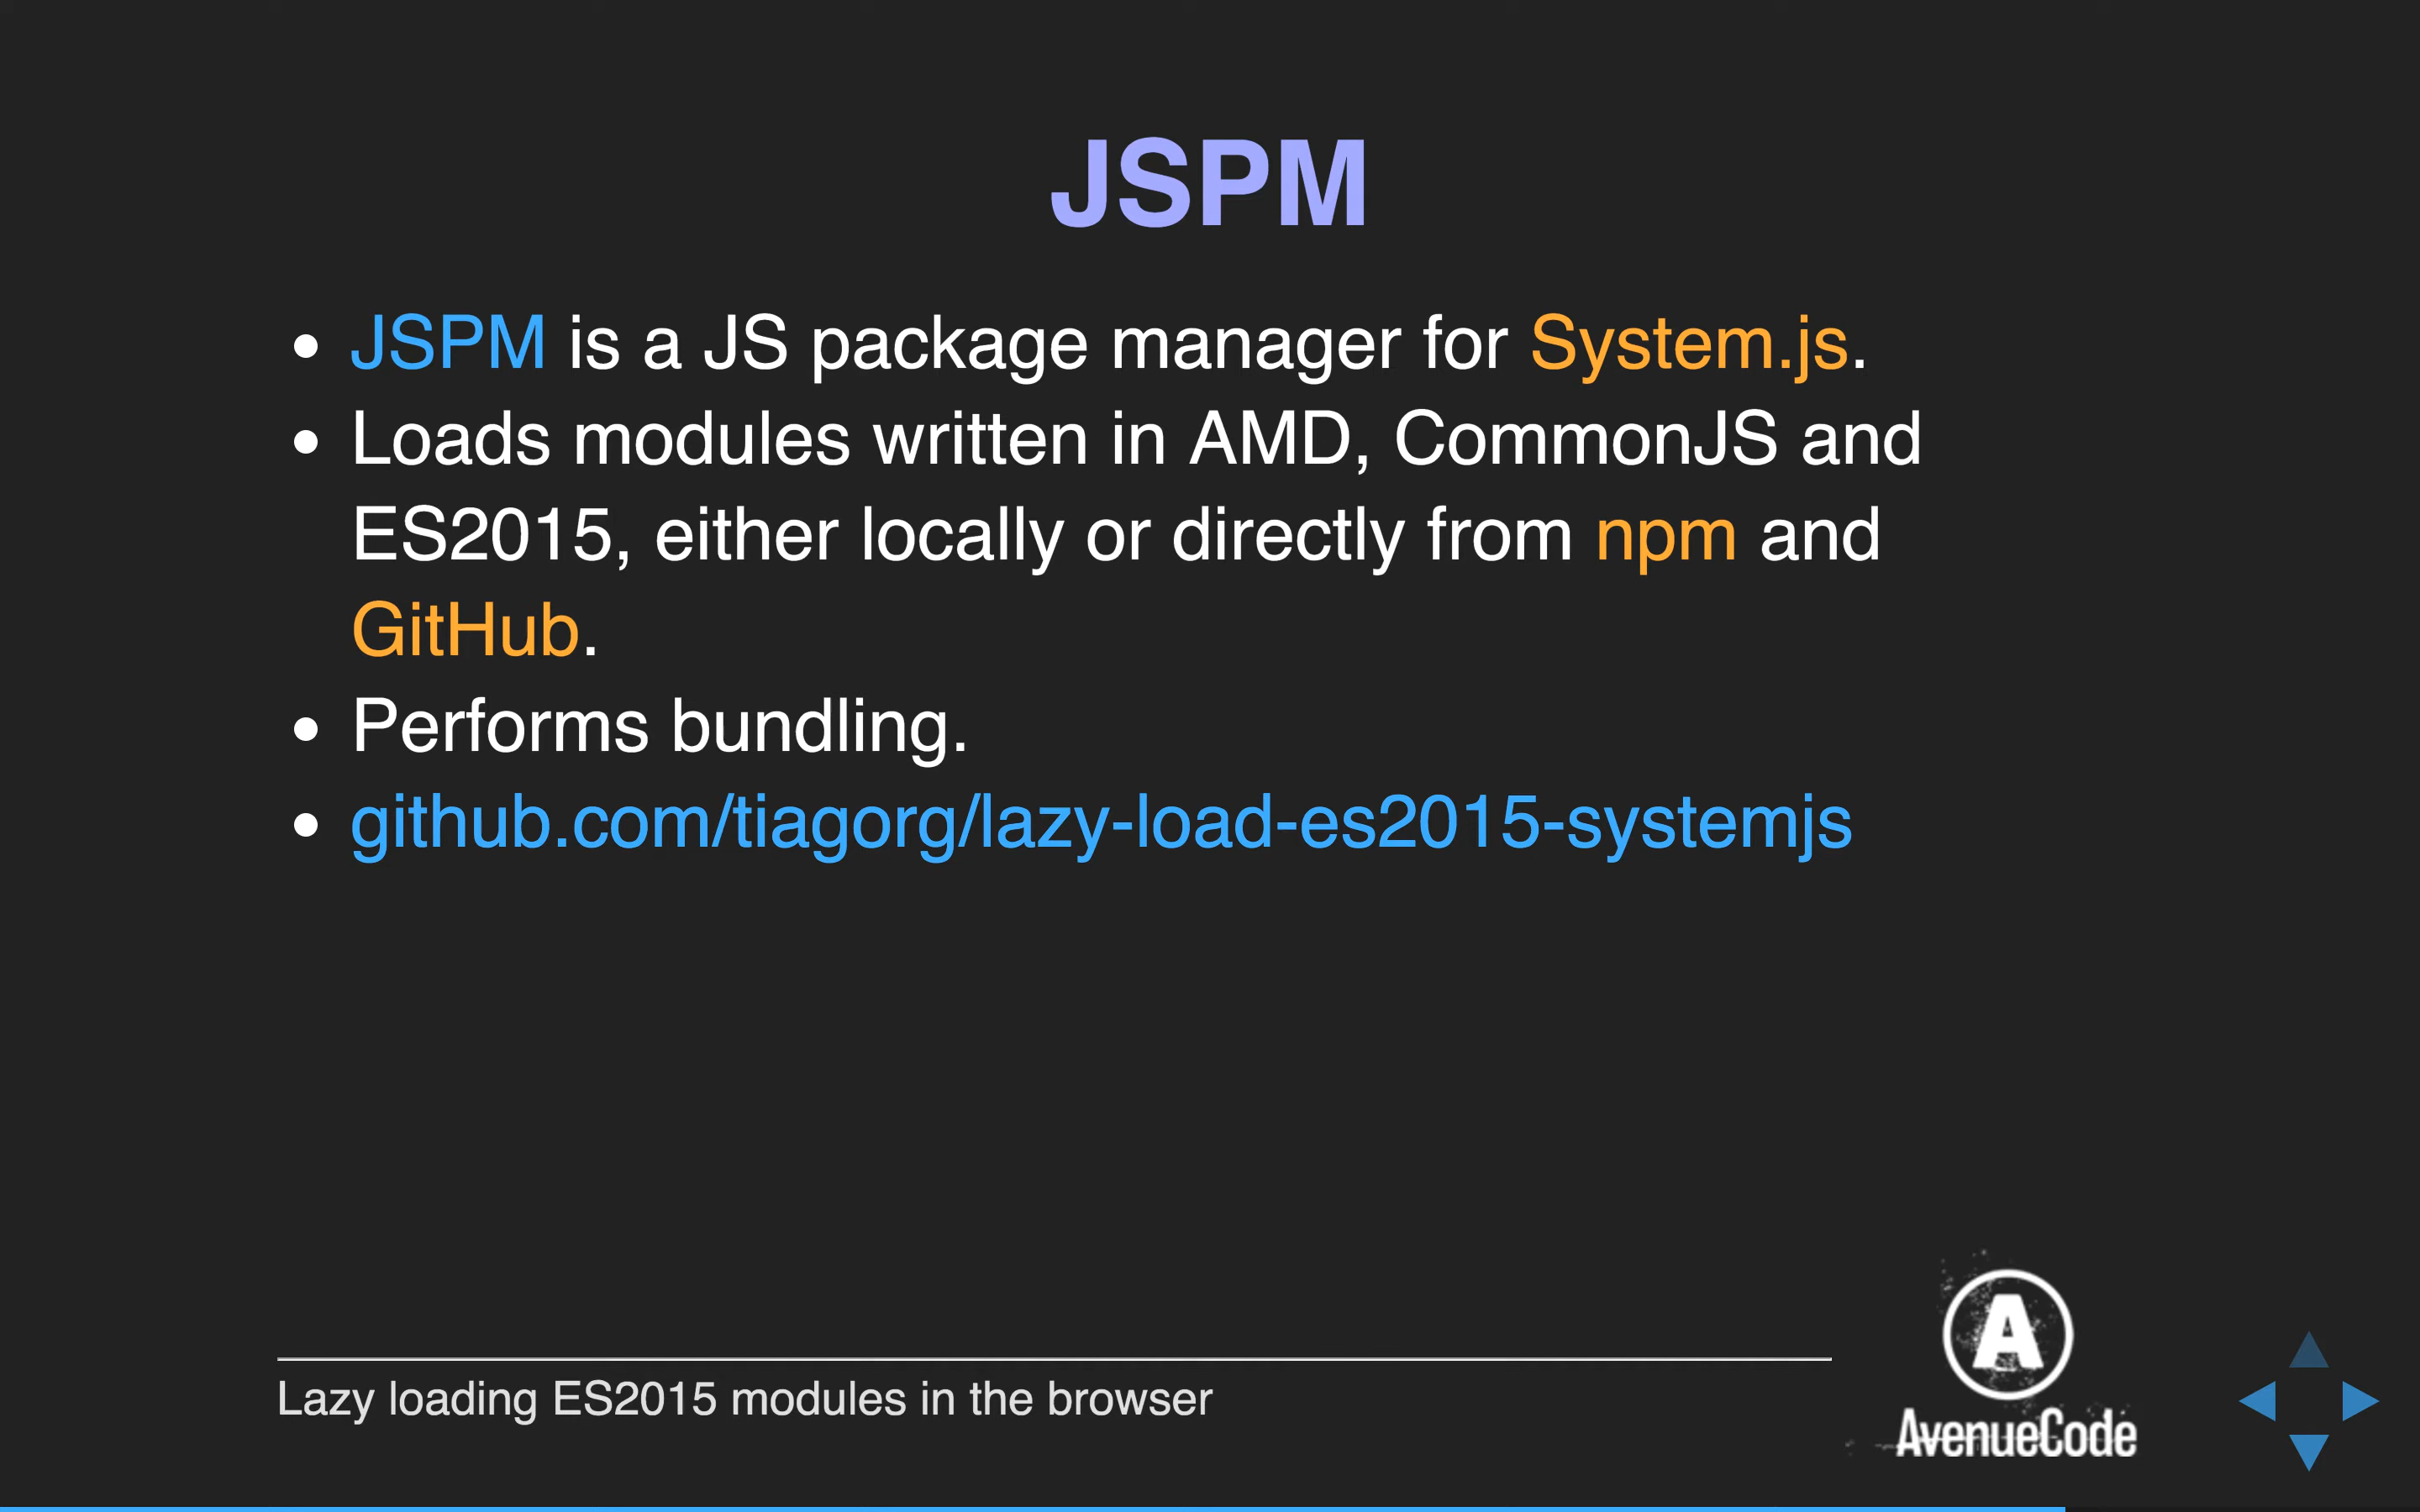 JSPM
• JSPM is a JS package manager for System.js.
• Loads modules written in AMD, CommonJS and
ES2015, either locally or directly from npm and
GitHub.
• Performs bundling.
• github.com/tiagorg/lazy-load-es2015-systemjs
Lazy loading ES2015 modules in the browser
A
AvenueCode